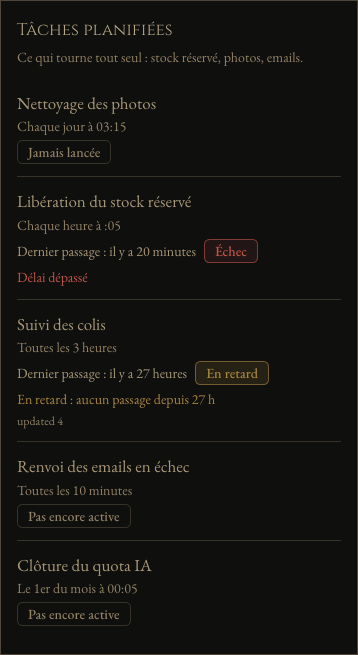 Tâches planifiées
Ce qui tourne tout seul : stock réservé, photos, emails.
Nettoyage des photos
Chaque jour à 03:15
Jamais lancée
Libération du stock réservé
Chaque heure à :05
Dernier passage : il y a 20 minutes Échec
Délai dépassé
Suivi des colis
Toutes les 3 heures
Dernier passage : il y a 27 heures En retard
En retard : aucun passage depuis 27 h
updated 4
Renvoi des emails en échec
Toutes les 10 minutes
Pas encore active
Clôture du quota IA
Le 1er du mois à 00:05
Pas encore active